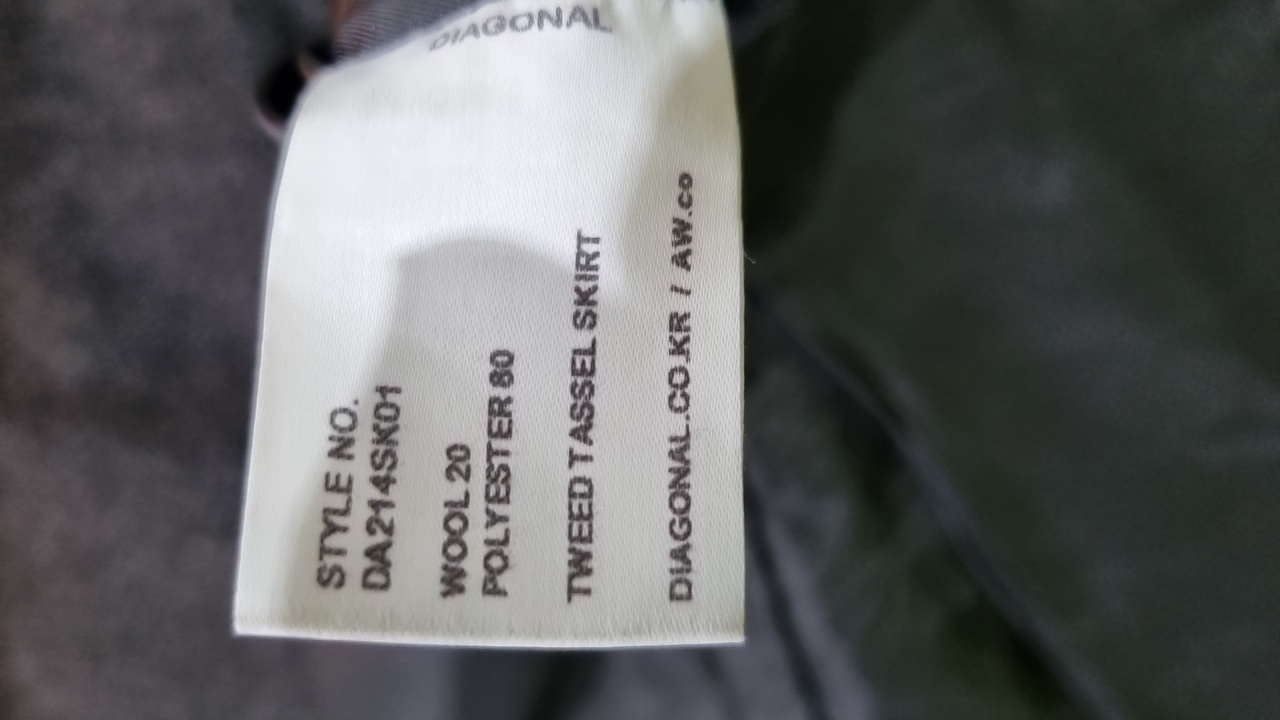 DIAGONAL
STYLE NO.
DA214SK01
WOOL 20
POLYESTER 80
TWEED TASSEL SKIRT
DIAGONAL.CO.KR / AW.co